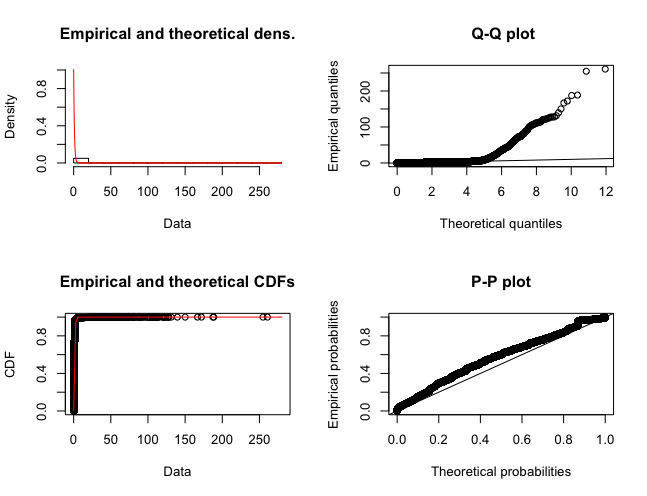 Empirical and theoretical dens.
Density
0.0 0.4 0.8
0 50 100 150 200 250
Data
Q-Q plot
Empirical quantiles
0 100 200
0 2 4 6 8 10 12
Theoretical quantiles
Empirical and theoretical CDFs
CDF
0.0 0.4 0.8
0 50 100 150 200 250
Data
P-P plot
Empirical probabilities
0.0 0.4 0.8
0.0 0.2 0.4 0.6 0.8 1.0
Theoretical probabilities